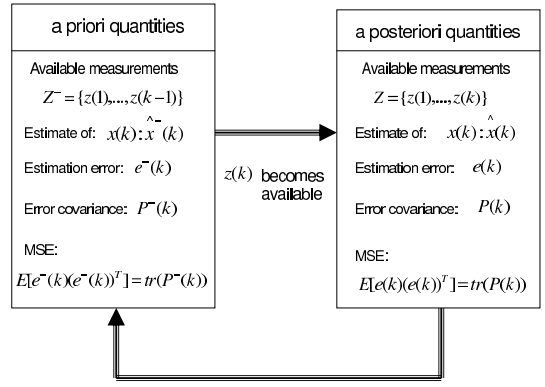 a priori quantities
Available measurements
Z⁻ = {z(1),...,z(k−1)}
Estimate of: x(k): x̂⁻(k)
Estimation error: e⁻(k)
Error covariance: P⁻(k)
MSE:
E[e⁻(k)(e⁻(k))ᵀ] = tr(P⁻(k))
z(k) becomes
available
a posteriori quantities
Available measurements
Z = {z(1),...,z(k)}
Estimate of: x(k): x̂(k)
Estimation error: e(k)
Error covariance: P(k)
MSE:
E[e(k)(e(k))ᵀ] = tr(P(k))